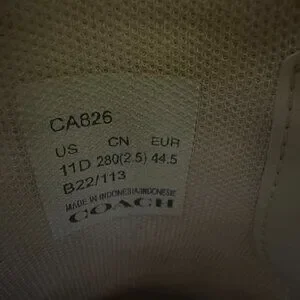 CA826
US CN EUR
11D 280(2.5) 44.5
B22/113
MADE IN INDONESIA/INDONESIE
COACH